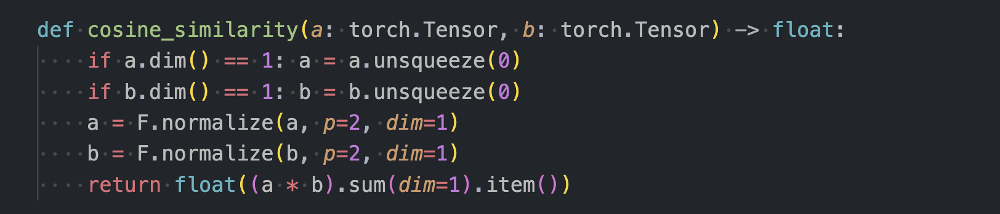 def cosine_similarity(a: torch.Tensor, b: torch.Tensor) -> float:
    if a.dim() == 1: a = a.unsqueeze(0)
    if b.dim() == 1: b = b.unsqueeze(0)
    a = F.normalize(a, p=2, dim=1)
    b = F.normalize(b, p=2, dim=1)
    return float((a * b).sum(dim=1).item())